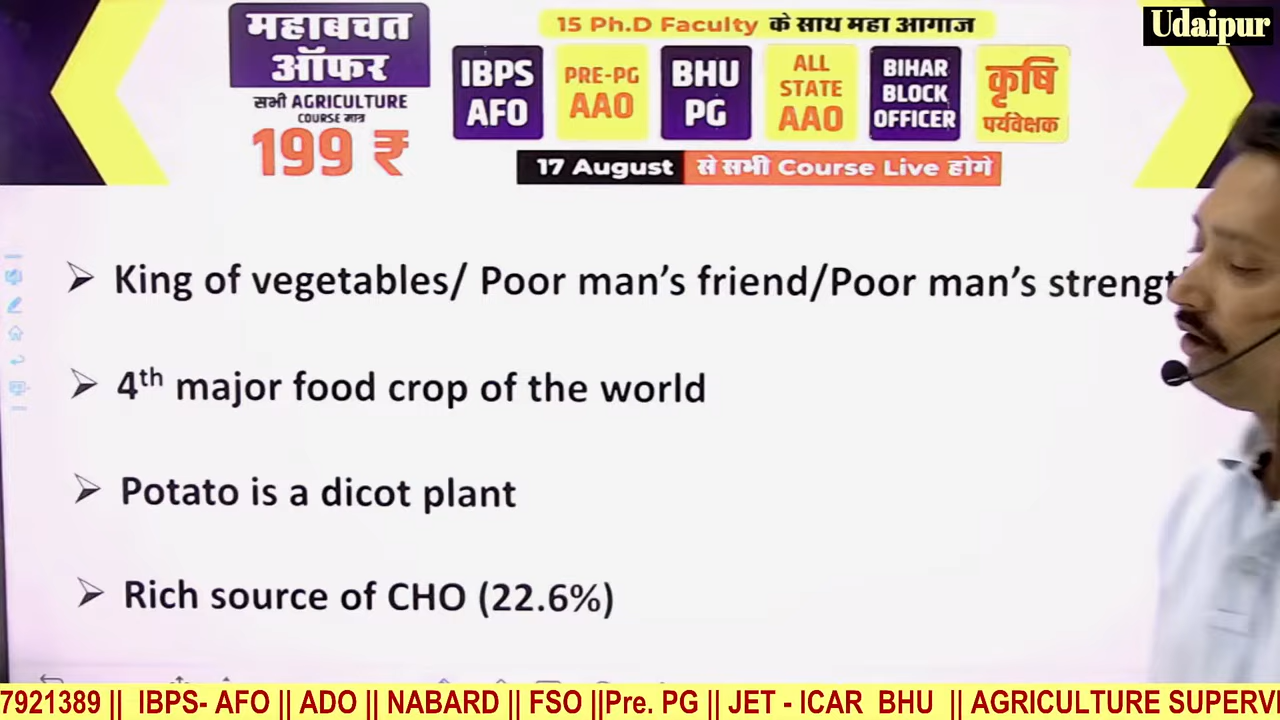 Udaipur
महाबचत
ऑफर
सभी AGRICULTURE
COURSE मात्र
199 ₹
15 Ph.D Faculty के साथ महा आगाज
IBPS
AFO
PRE-PG
AAO
BHU
PG
ALL
STATE
AAO
BIHAR
BLOCK
OFFICER
कृषि
पर्यवेक्षक
17 August से सभी Course Live होगे
➢ King of vegetables/ Poor man's friend/Poor man's strengt
➢ 4th major food crop of the world
➢ Potato is a dicot plant
➢ Rich source of CHO (22.6%)
7921389 || IBPS- AFO || ADO || NABARD || FSO ||Pre. PG || JET - ICAR BHU || AGRICULTURE SUPERVI